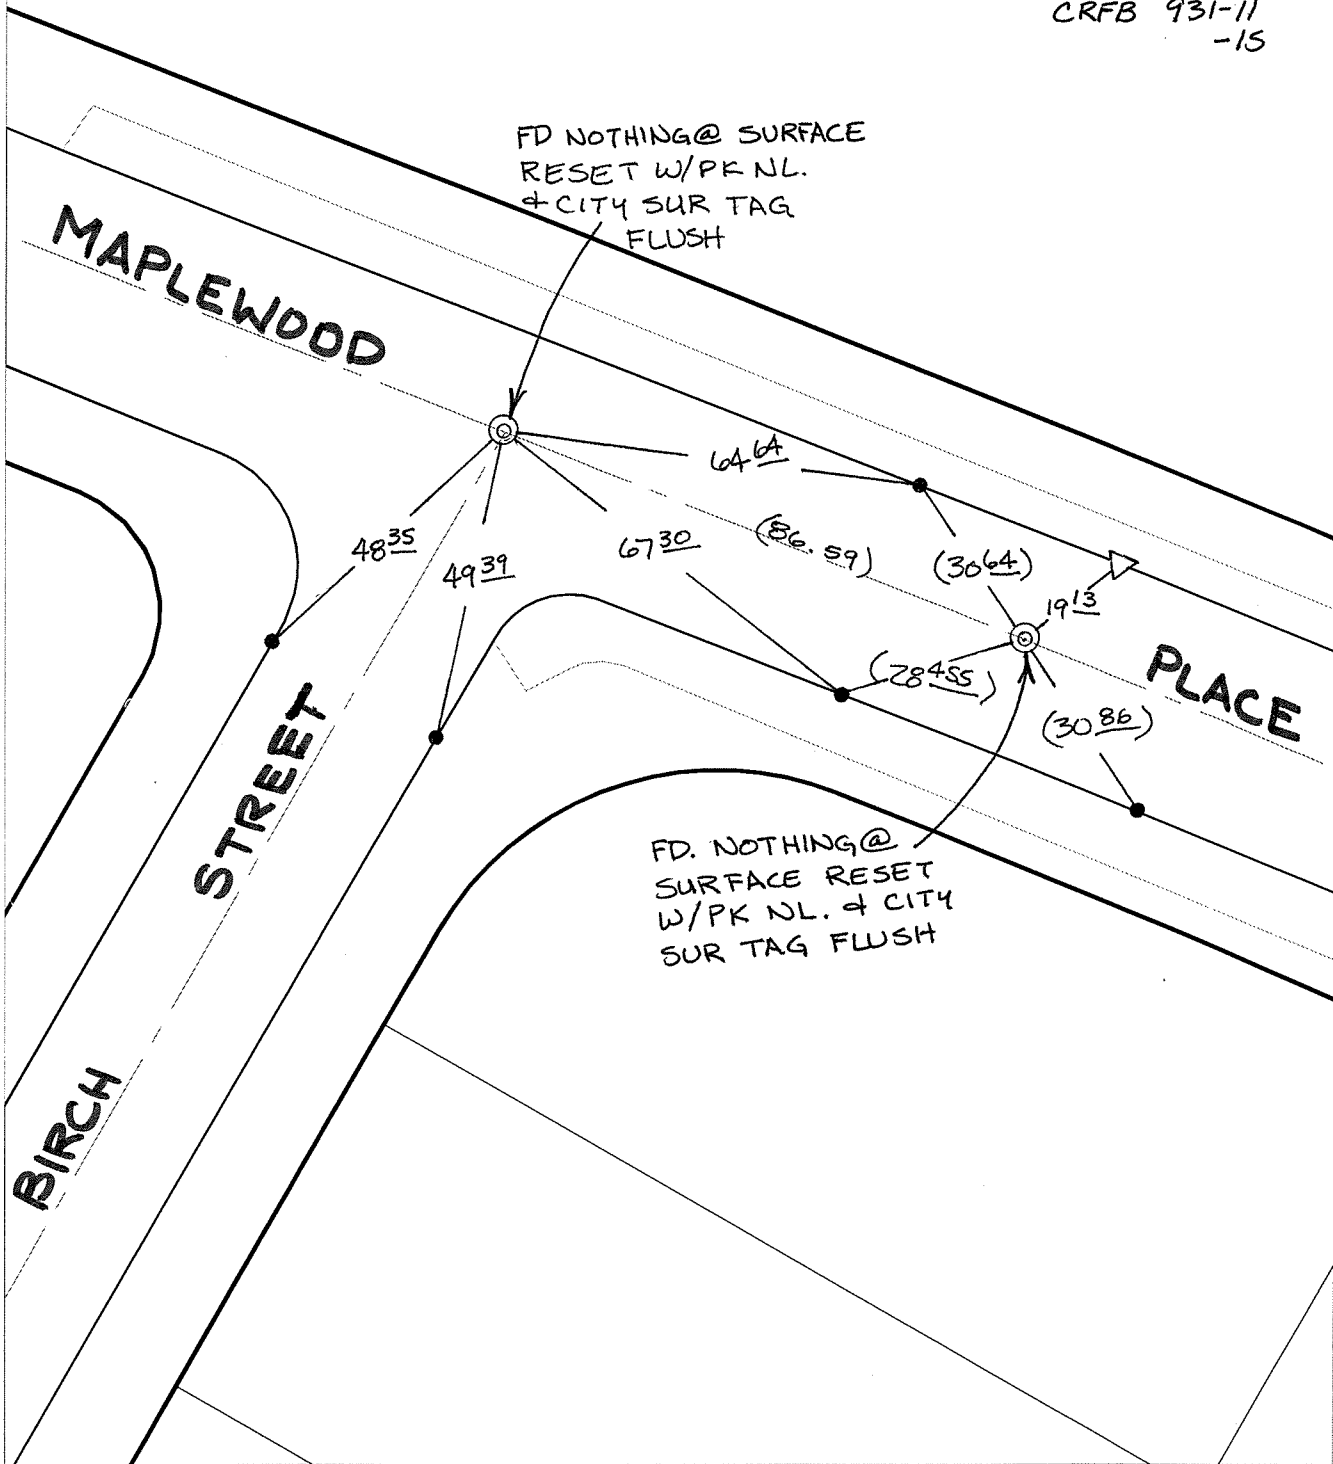 CRFB 931-11
-15
FD NOTHING@ SURFACE
RESET W/PK NL.
& CITY SUR TAG
FLUSH
MAPLEWOOD
64 64
48 35
49 39
67 30
(86.59)
(30 64)
19 13
(28 455)
PLACE
(30 86)
STREET
FD. NOTHING@
SURFACE RESET
W/PK NL. & CITY
SUR TAG FLUSH
BIRCH